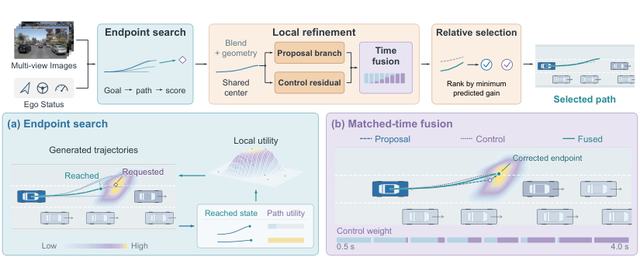 Multi-view Images
Ego Status
Endpoint search
Goal → path → score
Local refinement
Blend
+ geometry
Shared
center
Proposal branch
Control residual
Time
fusion
Relative selection
Rank by minimum
predicted gain
Selected path
(a) Endpoint search
Generated trajectories
Reached
Requested
Local utility
Reached state
Path utility
Low
High
(b) Matched-time fusion
Proposal
Control
Fused
Corrected endpoint
Control weight
0.5 s
4.0 s